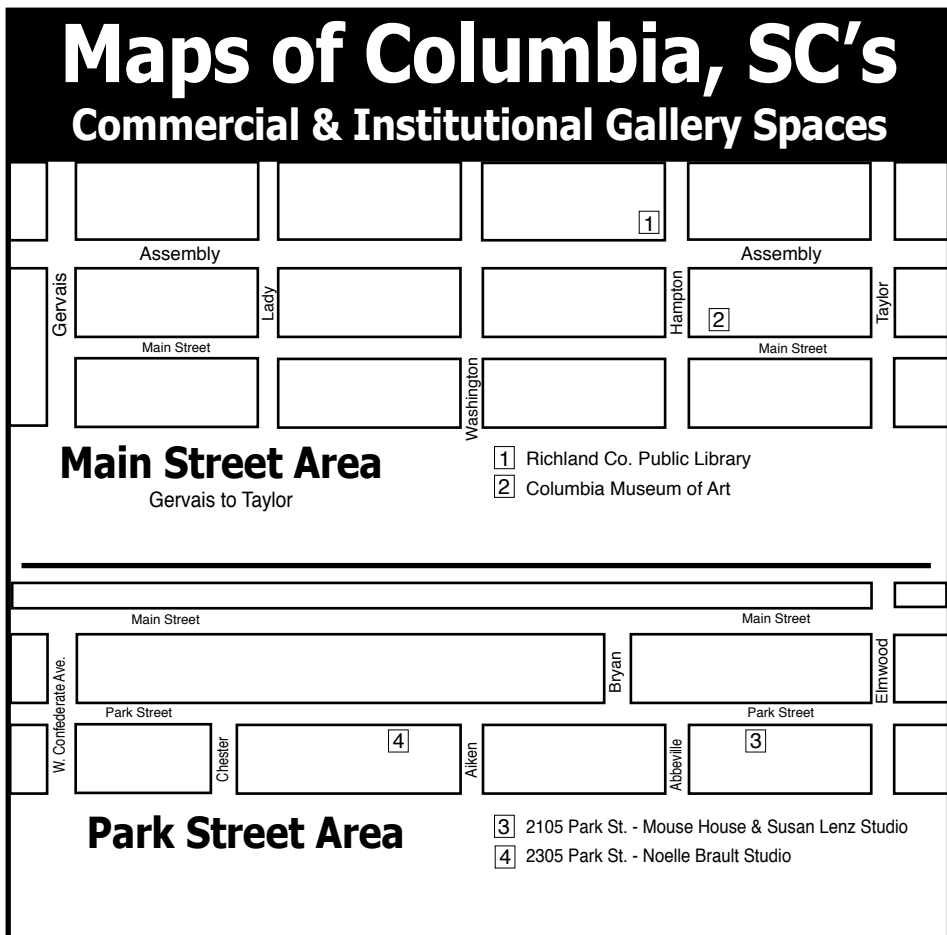 Maps of Columbia, SC's
Commercial & Institutional Gallery Spaces
1
Assembly
Assembly
Gervais
Lady
Hampton
2
Taylor
Main Street
Main Street
Washington
Main Street Area
Gervais to Taylor
1 Richland Co. Public Library
2 Columbia Museum of Art
Main Street
Main Street
W. Confederate Ave.
Bryan
Elmwood
Park Street
Park Street
Chester
4
Aiken
Abbeville
3
Park Street Area
3 2105 Park St. - Mouse House & Susan Lenz Studio
4 2305 Park St. - Noelle Brault Studio